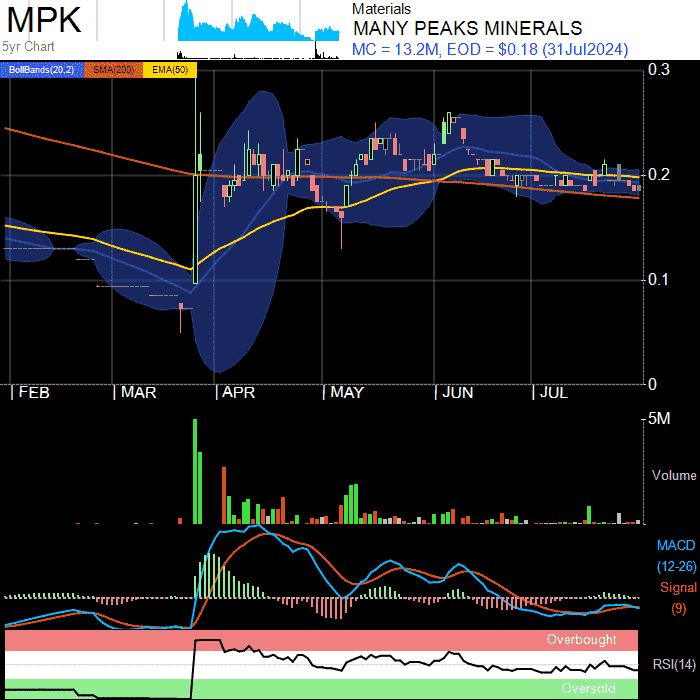 MPK
5yr Chart
Materials
MANY PEAKS MINERALS
MC = 13.2M, EOD = $0.18 (31Jul2024)
BollBands(20,2) SMA(200) EMA(50)
0.3
0.2
0.1
0
FEB MAR APR MAY JUN JUL
5M
Volume
MACD
(12-26)
Signal
(9)
Overbought
RSI(14)
Oversold